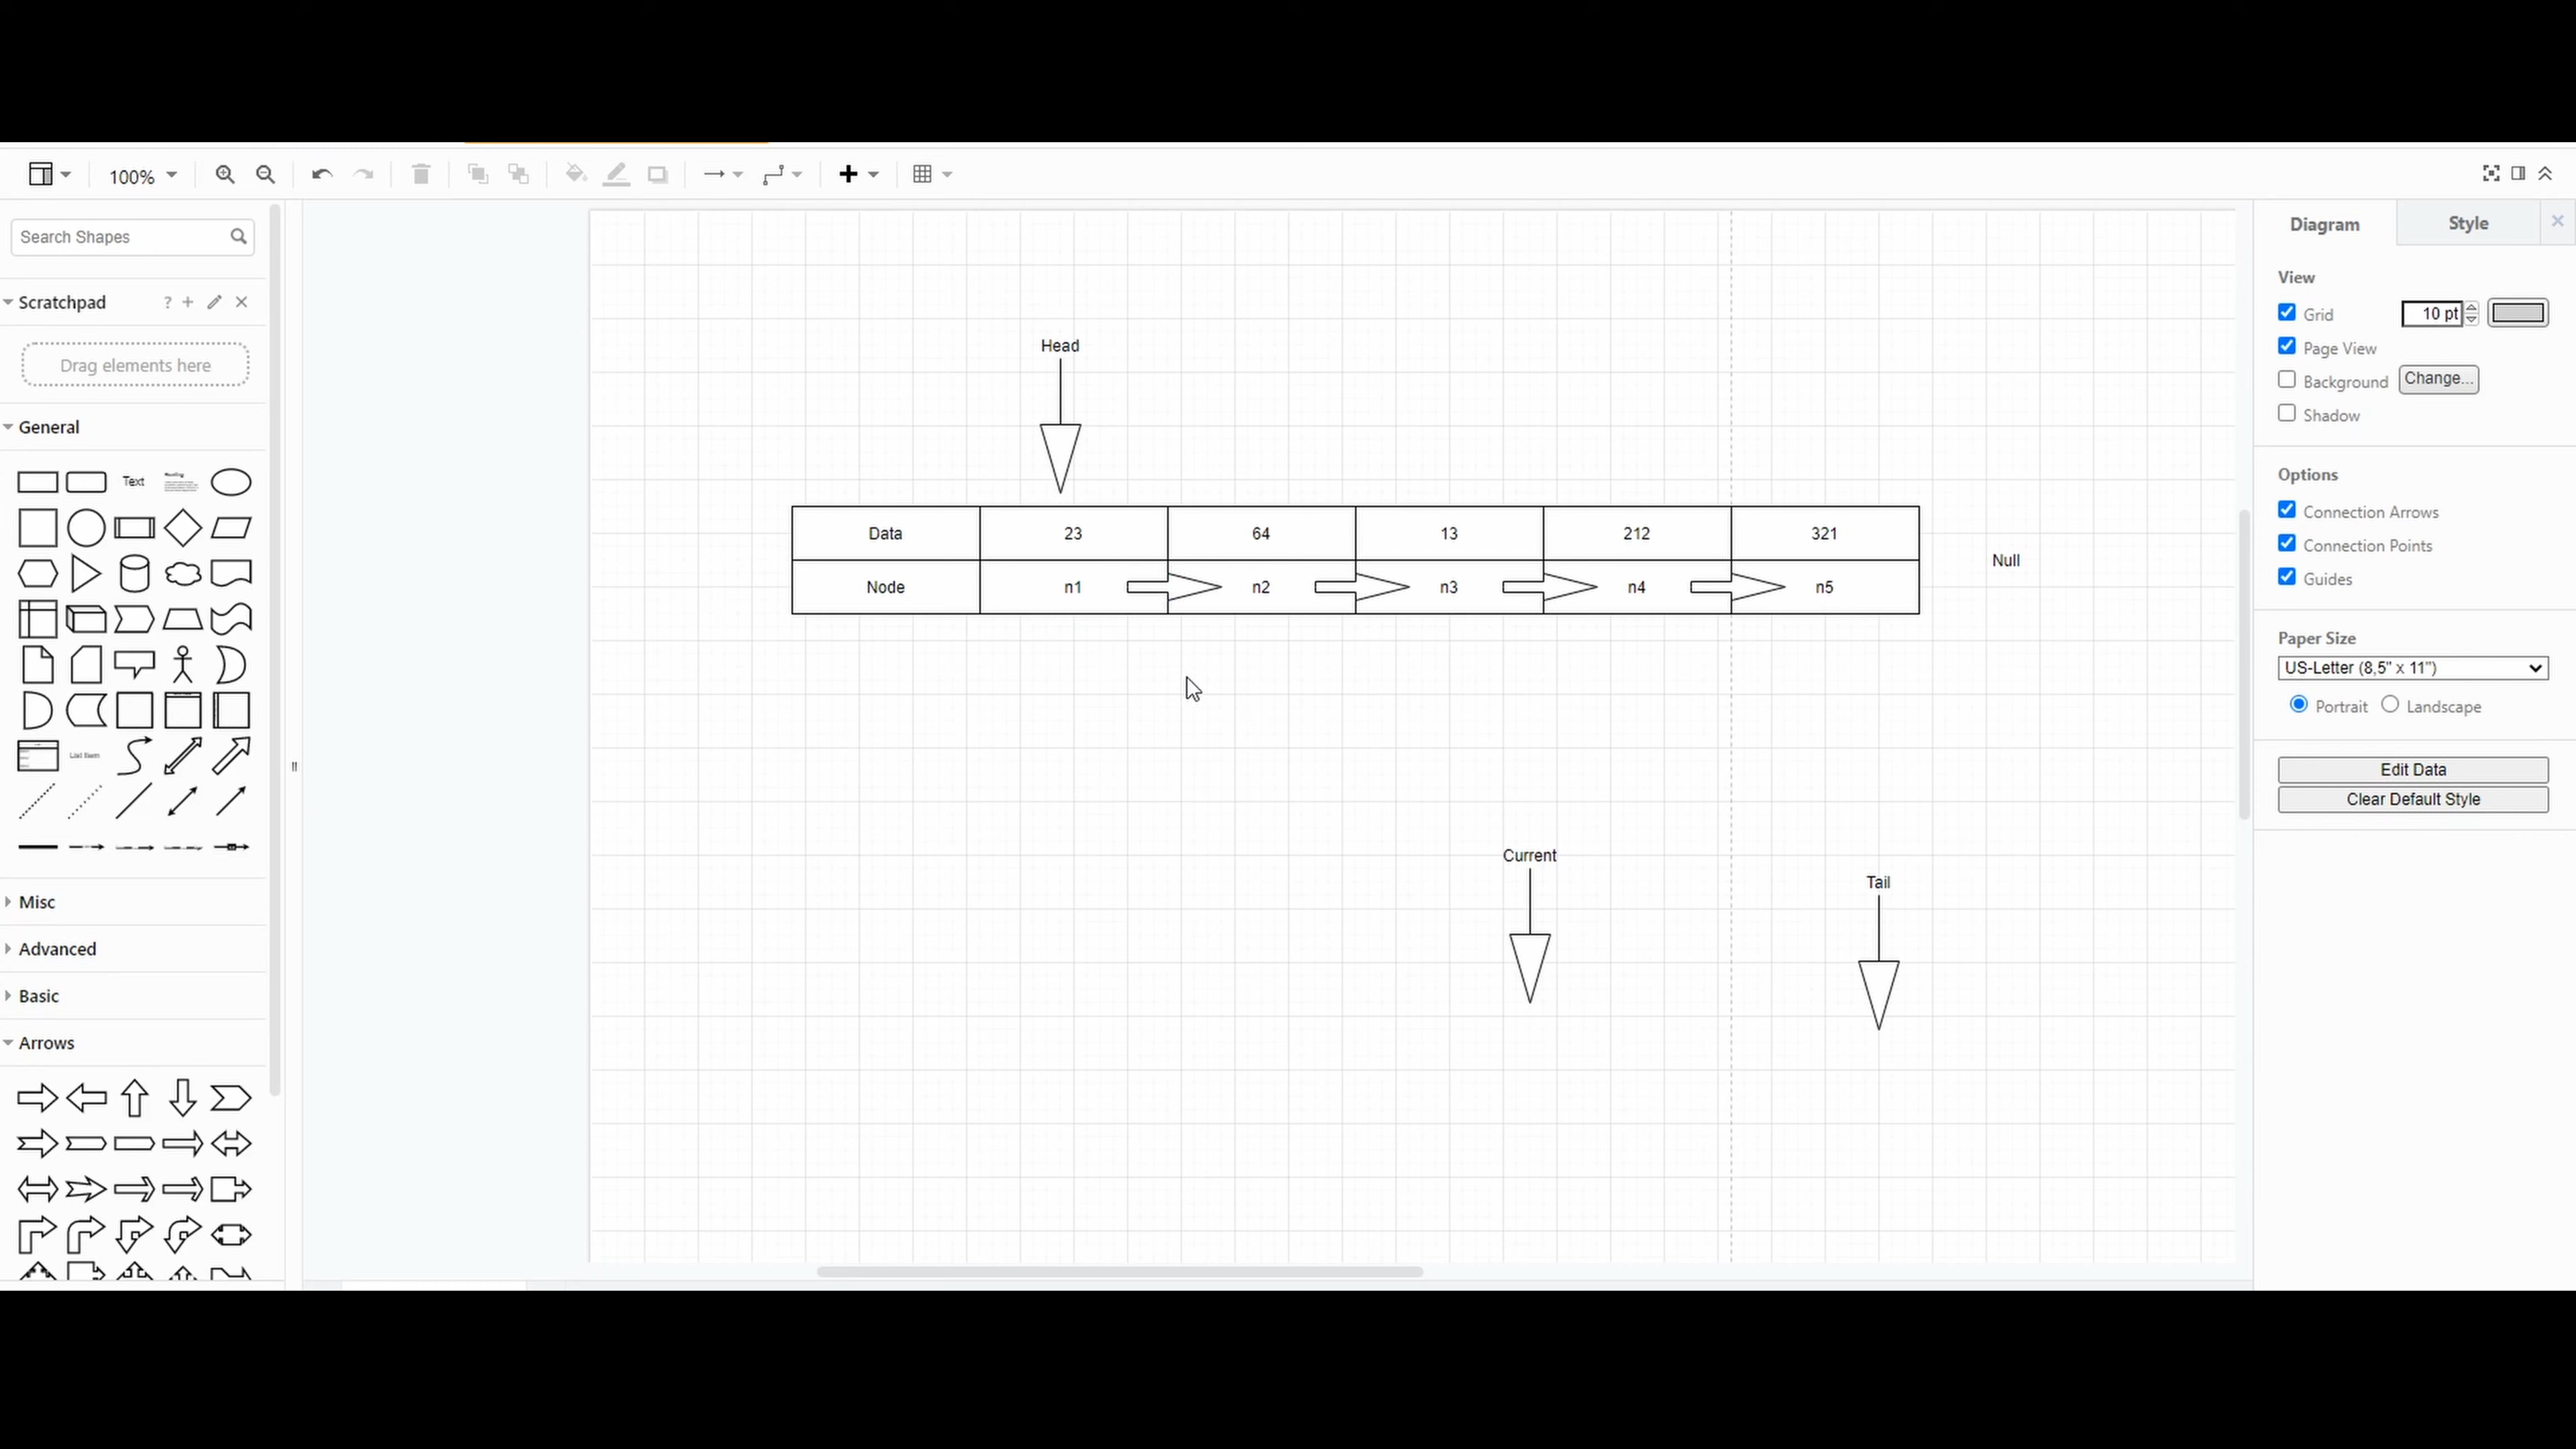 100%
Search Shapes
Scratchpad ? + ×
Drag elements here
General
Text
List Item
Misc
Advanced
Basic
Arrows
Head
Data 23 64 13 212 321
Node n1 n2 n3 n4 n5
Null
Current
Tail
Diagram Style
View
Grid 10 pt
Page View
Background Change...
Shadow
Options
Connection Arrows
Connection Points
Guides
Paper Size
US-Letter (8,5" x 11")
Portrait Landscape
Edit Data
Clear Default Style